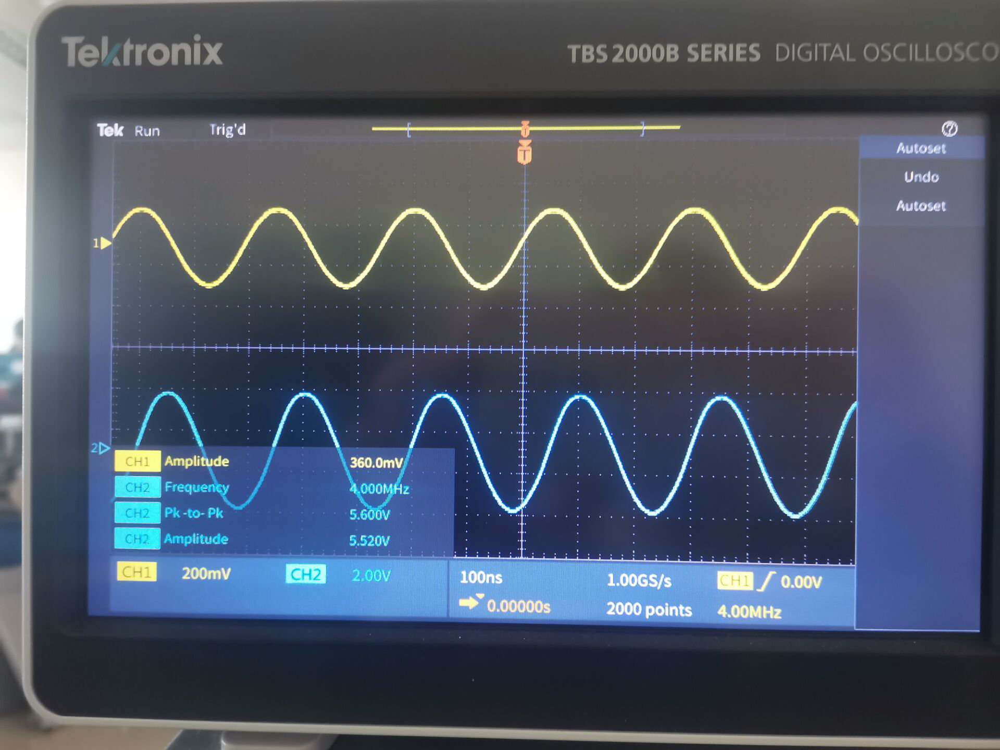 Tektronix
TBS 2000B SERIES DIGITAL OSCILLOSCO
Tek Run Trig'd
T
Autoset
Undo
Autoset
1
2
CH1 Amplitude 360.0mV
CH2 Frequency 4.000MHz
CH2 Pk-to-Pk 5.600V
CH2 Amplitude 5.520V
CH1 200mV CH2 2.00V 100ns 1.00GS/s CH1 0.00V
0.00000s 2000 points 4.00MHz